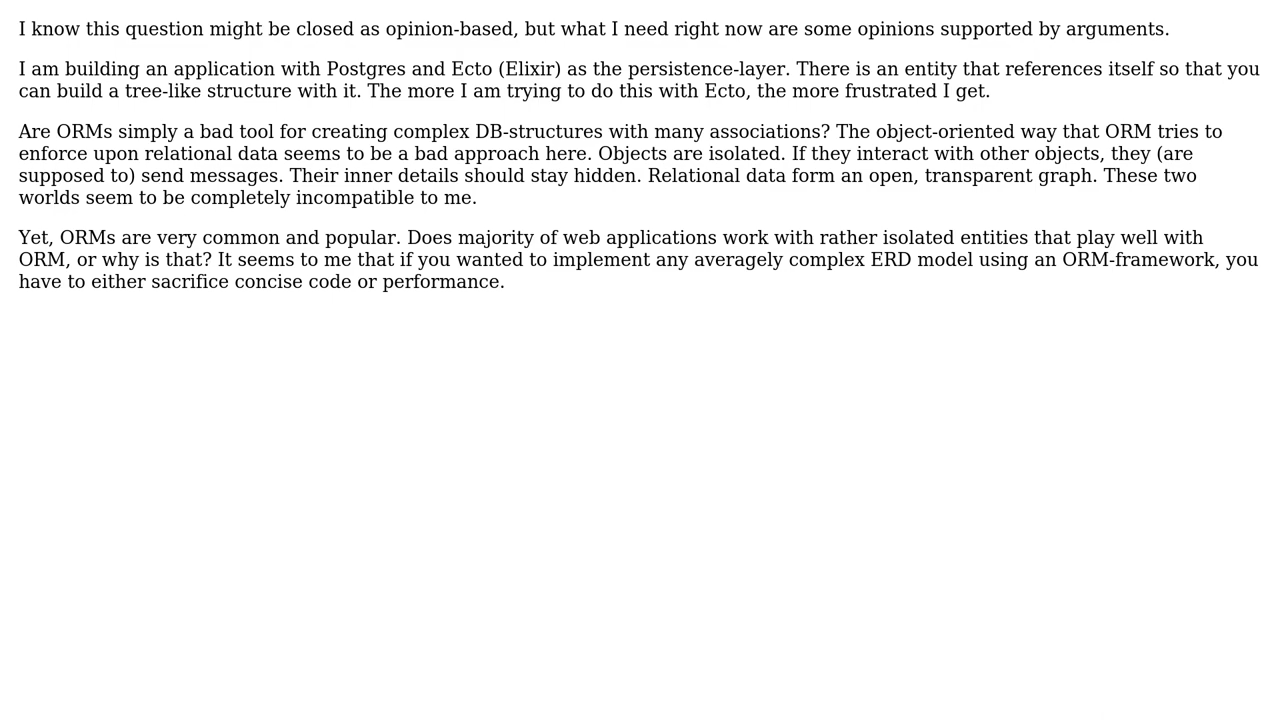 I know this question might be closed as opinion-based, but what I need right now are some opinions supported by arguments.
I am building an application with Postgres and Ecto (Elixir) as the persistence-layer. There is an entity that references itself so that you
can build a tree-like structure with it. The more I am trying to do this with Ecto, the more frustrated I get.
Are ORMs simply a bad tool for creating complex DB-structures with many associations? The object-oriented way that ORM tries to
enforce upon relational data seems to be a bad approach here. Objects are isolated. If they interact with other objects, they (are
supposed to) send messages. Their inner details should stay hidden. Relational data form an open, transparent graph. These two
worlds seem to be completely incompatible to me.
Yet, ORMs are very common and popular. Does majority of web applications work with rather isolated entities that play well with
ORM, or why is that? It seems to me that if you wanted to implement any averagely complex ERD model using an ORM-framework, you
have to either sacrifice concise code or performance.